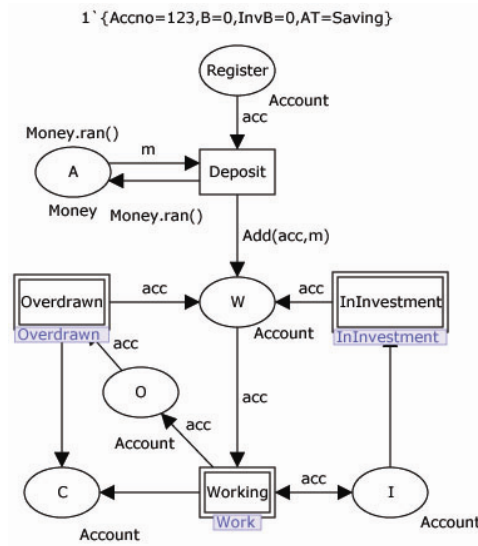 1`{Accno=123,B=0,InvB=0,AT=Saving}
Register
Account
acc
Money.ran()
m
A
Deposit
Money
Money.ran()
Add(acc,m)
Overdrawn
acc
W
acc
InInvestment
Overdrawn
Account
InInvestment
acc
O
acc
Account
acc
C
Working
acc
I
Work
Account
Account